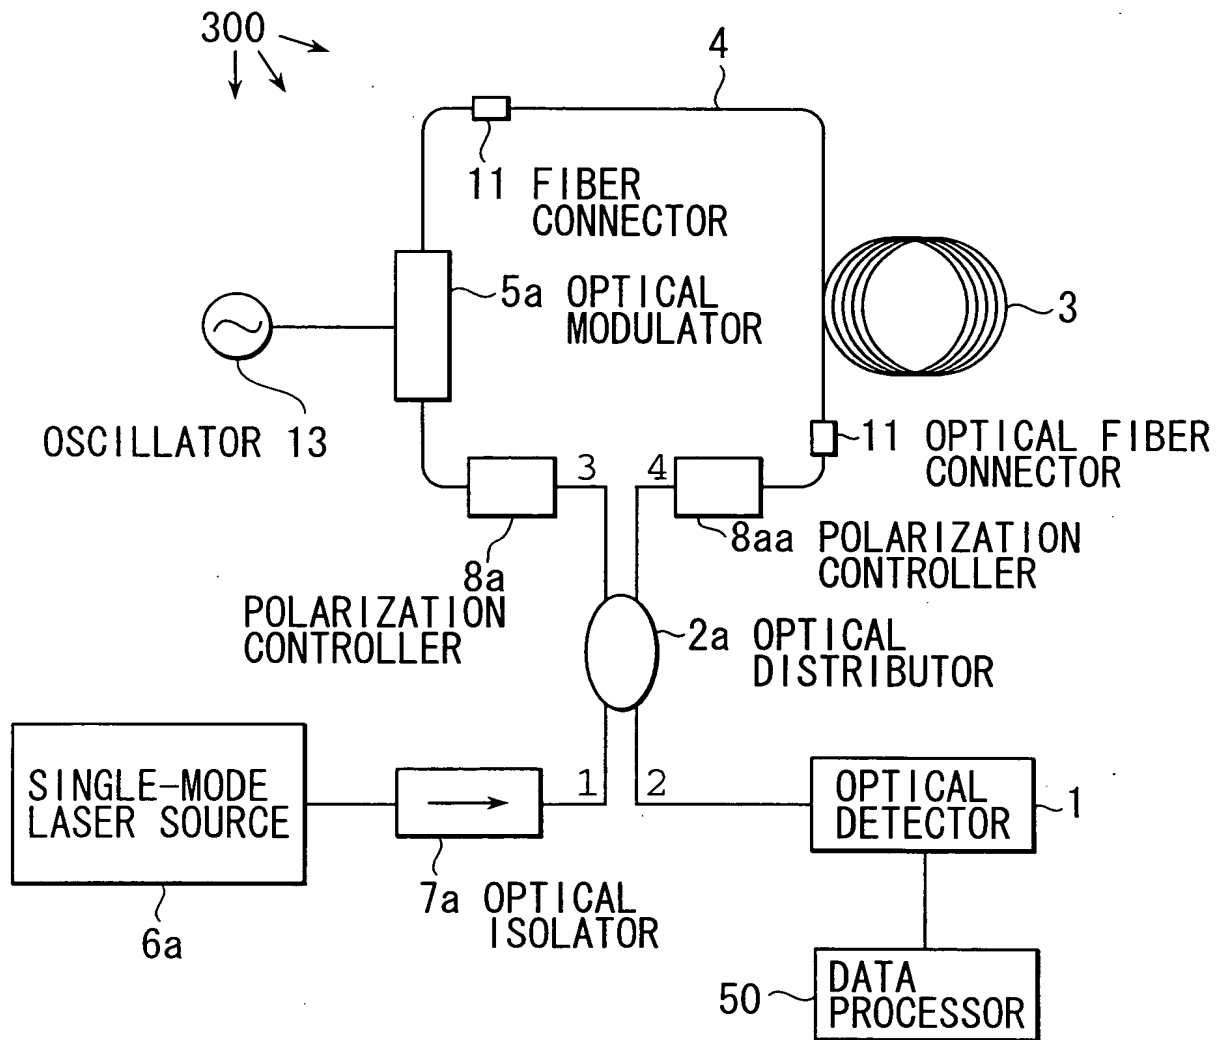 300
4
11 FIBER
CONNECTOR
5a OPTICAL
MODULATOR
3
OSCILLATOR 13
11 OPTICAL FIBER
CONNECTOR
3
4
8a
POLARIZATION
CONTROLLER
8aa POLARIZATION
CONTROLLER
2a OPTICAL
DISTRIBUTOR
SINGLE-MODE
LASER SOURCE
6a
1
2
7a OPTICAL
ISOLATOR
OPTICAL
DETECTOR
1
50
DATA
PROCESSOR